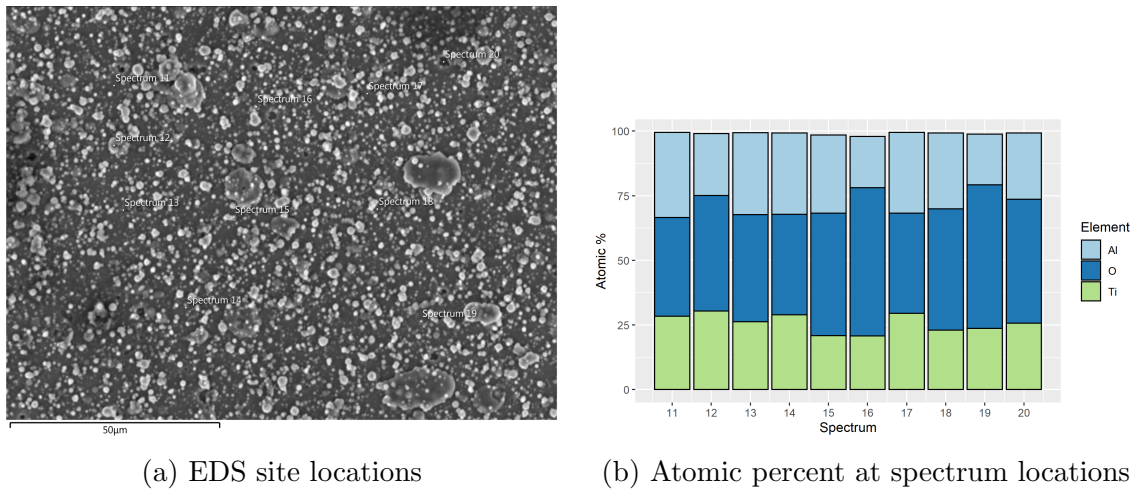 Spectrum 20
Spectrum 11
Spectrum 17
Spectrum 16
Spectrum 12
Spectrum 13
Spectrum 15
Spectrum 18
Spectrum 14
Spectrum 19
50μm
(a) EDS site locations
100
75
50
25
0
Atomic %
11 12 13 14 15 16 17 18 19 20
Spectrum
Element
Al
O
Ti
(b) Atomic percent at spectrum locations